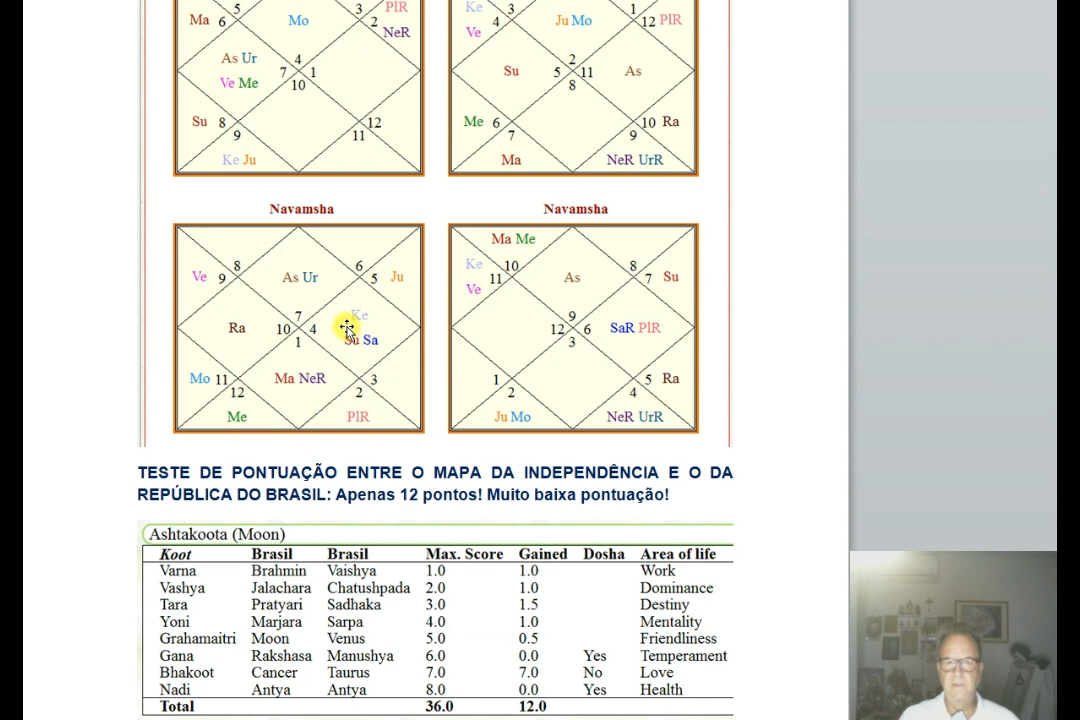 5 3 PlR
Ma 6 Mo 2
NeR
As Ur 4
7 1
Ve Me 10
Su 8 12
9 11
Ke Ju
Ke 3 1
4 Ju Mo 12 PlR
Ve
2
Su 5 11 As
8
Me 6 10 Ra
7 9
Ma NeR UrR
Navamsha Navamsha
8 6
Ve 9 As Ur 5 Ju
7 Ke
Ra 10 4
1 Su Sa
Mo 11 Ma NeR 3
12 2
Me PlR
Ma Me
Ke 10 As 8
11 7 Su
Ve
9
12 6 SaR PlR
3
1 5 Ra
2 4
Ju Mo NeR UrR
TESTE DE PONTUAÇÃO ENTRE O MAPA DA INDEPENDÊNCIA E O DA
REPÚBLICA DO BRASIL: Apenas 12 pontos! Muito baixa pontuação!
Ashtakoota (Moon)
Koot Brasil Brasil Max. Score Gained Dosha Area of life
Varna Brahmin Vaishya 1.0 1.0 Work
Vashya Jalachara Chatushpada 2.0 1.0 Dominance
Tara Pratyari Sadhaka 3.0 1.5 Destiny
Yoni Marjara Sarpa 4.0 1.0 Mentality
Grahamaitri Moon Venus 5.0 0.5 Friendliness
Gana Rakshasa Manushya 6.0 0.0 Yes Temperament
Bhakoot Cancer Taurus 7.0 7.0 No Love
Nadi Antya Antya 8.0 0.0 Yes Health
Total 36.0 12.0